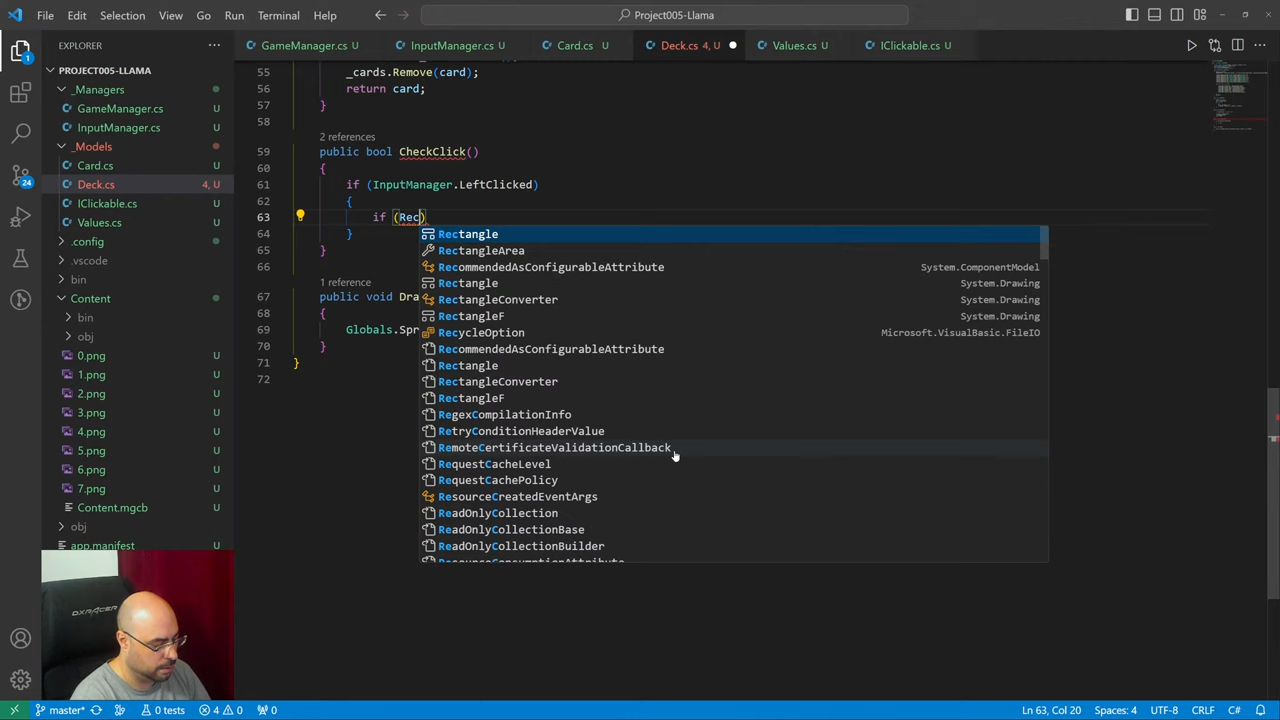 File Edit Selection View Go Run Terminal Help
Project005-Llama
EXPLORER
GameManager.cs U
InputManager.cs U
Card.cs U
Deck.cs 4, U
Values.cs U
IClickable.cs U
PROJECT005-LLAMA
_Managers
GameManager.cs U
InputManager.cs U
_Models
Card.cs U
Deck.cs 4, U
IClickable.cs U
Values.cs U
.config
.vscode
bin
Content
bin
obj
0.png U
1.png U
2.png U
3.png U
4.png U
5.png U
6.png U
7.png U
Content.mgcb U
obj
app.manifest U
24
55
56
57
58
59
60
61
62
63
64
65
66
67
68
69
70
71
72
_cards.Remove(card);
return card;
}
2 references
public bool CheckClick()
{
if (InputManager.LeftClicked)
{
if (Rec)
}
}
1 reference
public void Dra
{
Globals.Spr
}
}
Rectangle
RectangleArea
RecommendedAsConfigurableAttribute System.ComponentModel
Rectangle System.Drawing
RectangleConverter System.Drawing
RectangleF System.Drawing
RecycleOption Microsoft.VisualBasic.FileIO
RecommendedAsConfigurableAttribute
Rectangle
RectangleConverter
RectangleF
RegexCompilationInfo
RetryConditionHeaderValue
RemoteCertificateValidationCallback
RequestCacheLevel
RequestCachePolicy
ResourceCreatedEventArgs
ReadOnlyCollection
ReadOnlyCollectionBase
ReadOnlyCollectionBuilder
ResourceConsumptionAttribute
DXRACER
master* 0 tests 4 0 0
Ln 63, Col 20 Spaces: 4 UTF-8 CRLF C#